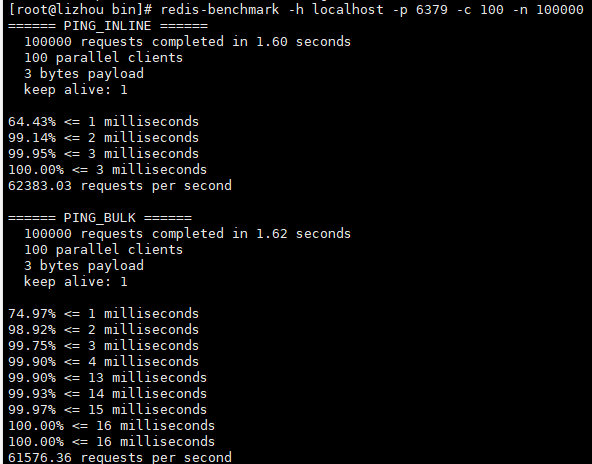 [root@lizhou bin]# redis-benchmark -h localhost -p 6379 -c 100 -n 100000
====== PING_INLINE ======
100000 requests completed in 1.60 seconds
100 parallel clients
3 bytes payload
keep alive: 1
64.43% <= 1 milliseconds
99.14% <= 2 milliseconds
99.95% <= 3 milliseconds
100.00% <= 3 milliseconds
62383.03 requests per second
====== PING_BULK ======
100000 requests completed in 1.62 seconds
100 parallel clients
3 bytes payload
keep alive: 1
74.97% <= 1 milliseconds
98.92% <= 2 milliseconds
99.75% <= 3 milliseconds
99.90% <= 4 milliseconds
99.90% <= 13 milliseconds
99.93% <= 14 milliseconds
99.97% <= 15 milliseconds
100.00% <= 16 milliseconds
100.00% <= 16 milliseconds
61576.36 requests per second